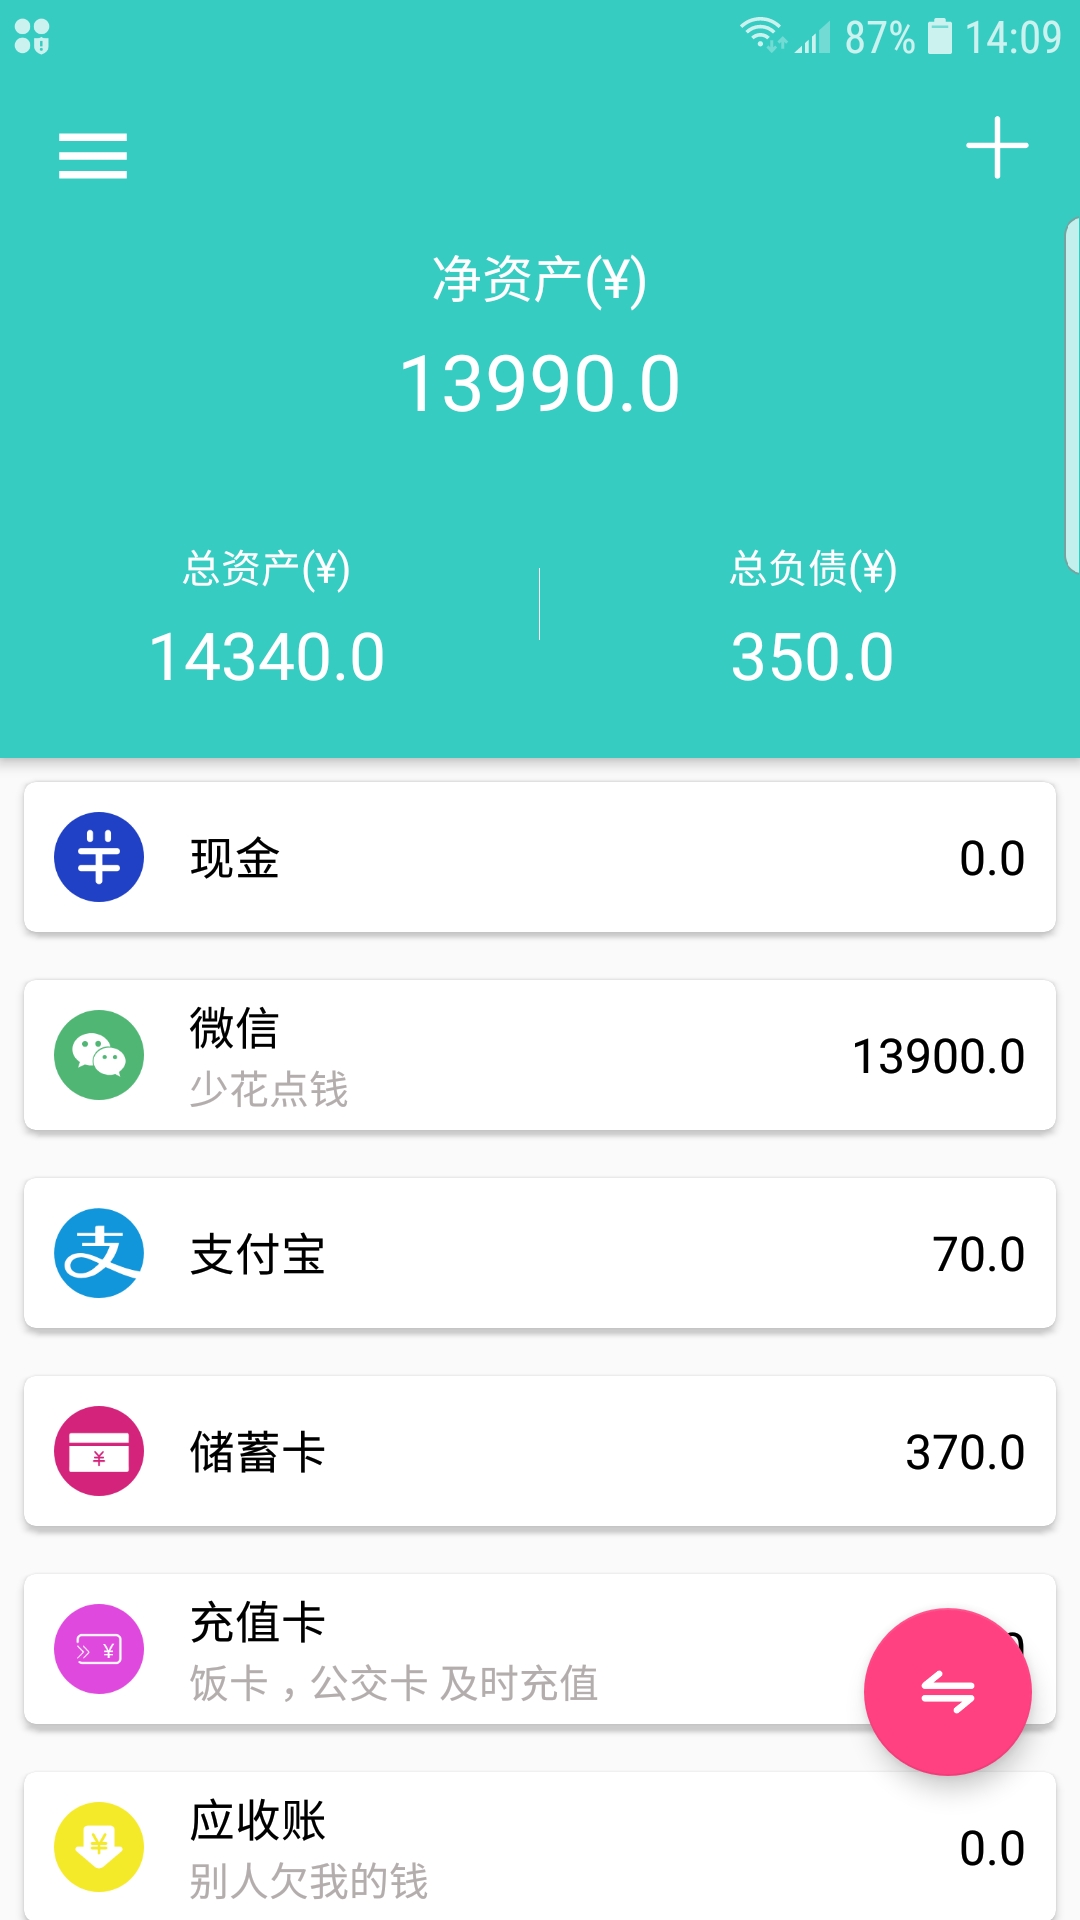 87% 14:09
净资产(¥)
13990.0
总资产(¥) 总负债(¥)
14340.0 350.0
现金 0.0
微信 13900.0
少花点钱
支付宝 70.0
储蓄卡 370.0
充值卡
饭卡，公交卡 及时充值
应收账 0.0
别人欠我的钱